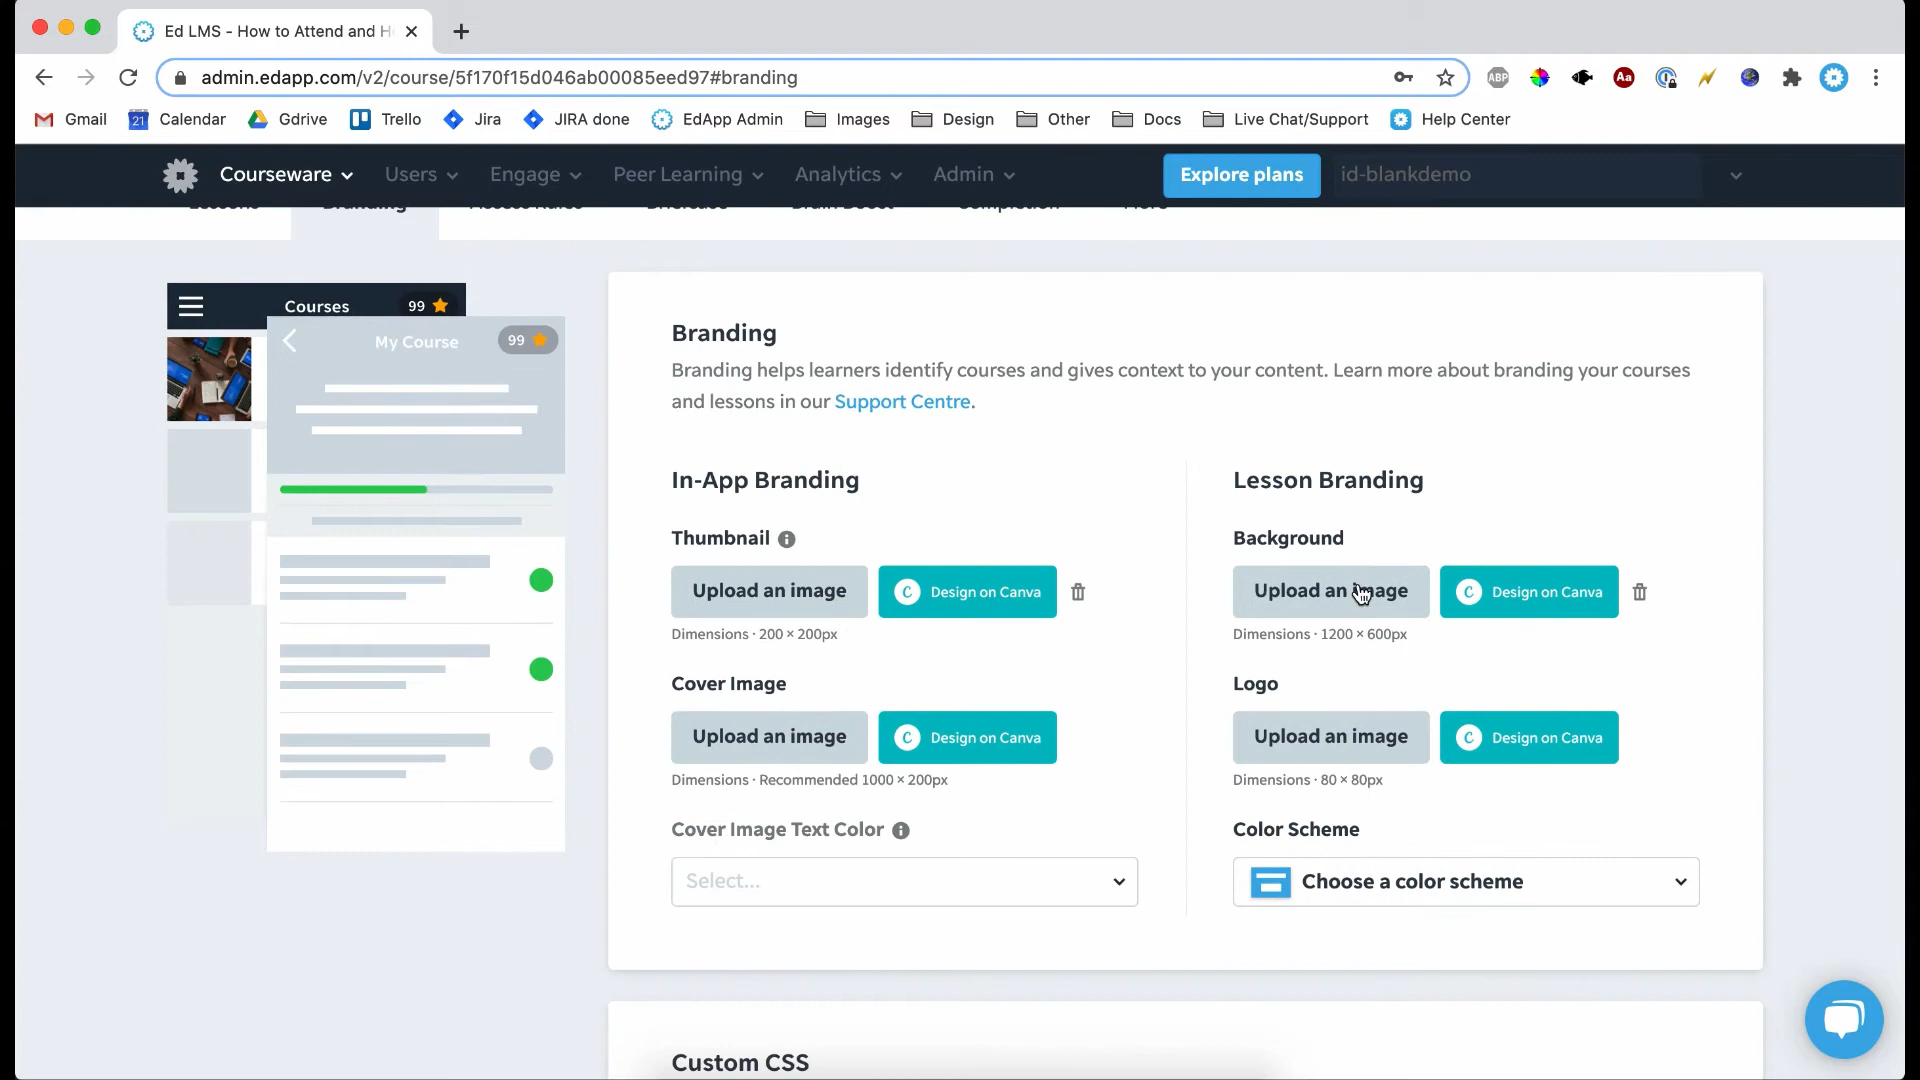 Ed LMS - How to Attend and H
admin.edapp.com/v2/course/5f170f15d046ab00085eed97#branding
ABP
Aa
Gmail
21
Calendar
Gdrive
Trello
Jira
JIRA done
EdApp Admin
Images
Design
Other
Docs
Live Chat/Support
Help Center
Courseware
Users
Engage
Peer Learning
Analytics
Admin
Explore plans
id-blankdemo
Lessons
Branding
Access Rules
Briefcase
Brain Boost
Completion
More
Courses
99
My Course
99
Branding
Branding helps learners identify courses and gives context to your content. Learn more about branding your courses
and lessons in our Support Centre.
In-App Branding
Thumbnail
Upload an image
C Design on Canva
Dimensions · 200 × 200px
Cover Image
Upload an image
C Design on Canva
Dimensions · Recommended 1000 × 200px
Cover Image Text Color
Select...
Lesson Branding
Background
Upload an image
C Design on Canva
Dimensions · 1200 × 600px
Logo
Upload an image
C Design on Canva
Dimensions · 80 × 80px
Color Scheme
Choose a color scheme
Custom CSS